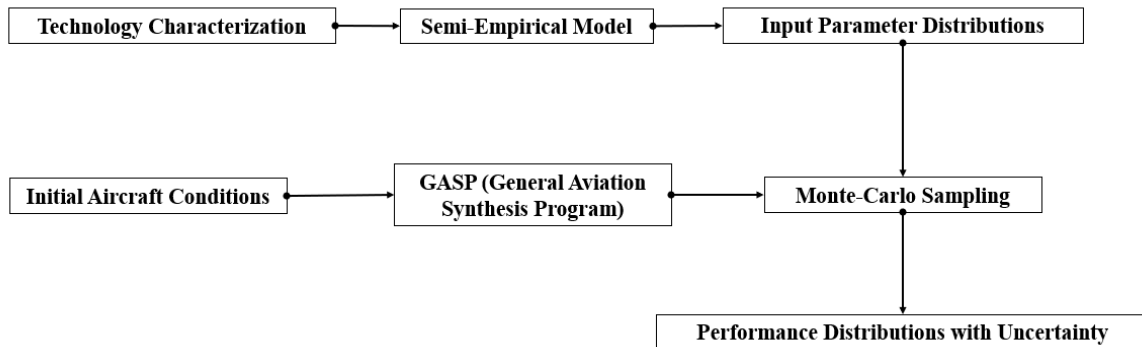 Technology Characterization
Semi-Empirical Model
Input Parameter Distributions
Initial Aircraft Conditions
GASP (General Aviation
Synthesis Program)
Monte-Carlo Sampling
Performance Distributions with Uncertainty